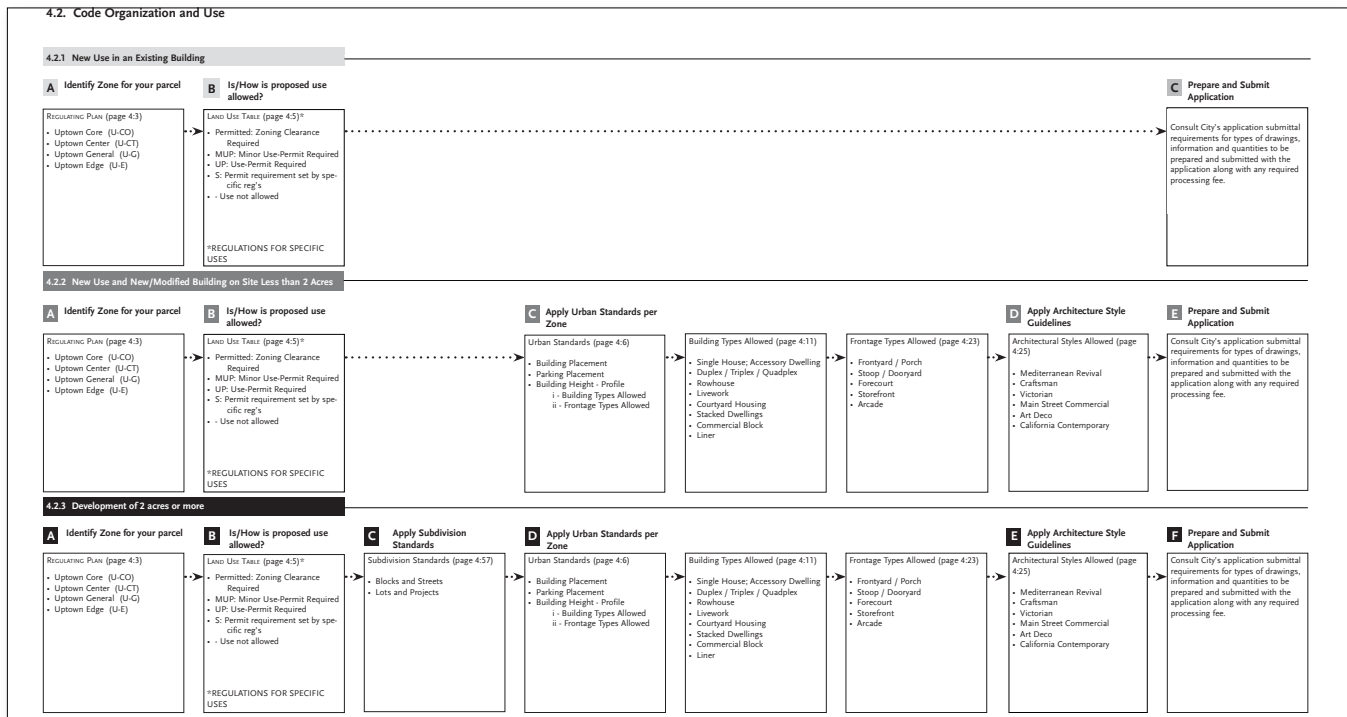 4.2. Code Organization and Use
4.2.1 New Use in an Existing Building
A Identify Zone for your parcel
REGULATING PLAN (page 4:3)
• Uptown Core (U-CO)
• Uptown Center (U-CT)
• Uptown General (U-G)
• Uptown Edge (U-E)
B Is/How is proposed use
allowed?
LAND USE TABLE (page 4:5)*
• Permitted: Zoning Clearance
Required
• MUP: Minor Use-Permit Required
• UP: Use-Permit Required
• S: Permit requirement set by spe-
cific reg's
• - Use not allowed
*REGULATIONS FOR SPECIFIC
USES
C Prepare and Submit
Application
Consult City's application submittal
requirements for types of drawings,
information and quantities to be
prepared and submitted with the
application along with any required
processing fee.
4.2.2 New Use and New/Modified Building on Site Less than 2 Acres
A Identify Zone for your parcel
REGULATING PLAN (page 4:3)
• Uptown Core (U-CO)
• Uptown Center (U-CT)
• Uptown General (U-G)
• Uptown Edge (U-E)
B Is/How is proposed use
allowed?
LAND USE TABLE (page 4:5)*
• Permitted: Zoning Clearance
Required
• MUP: Minor Use-Permit Required
• UP: Use-Permit Required
• S: Permit requirement set by spe-
cific reg's
• - Use not allowed
*REGULATIONS FOR SPECIFIC
USES
C Apply Urban Standards per
Zone
Urban Standards (page 4:6)
• Building Placement
• Parking Placement
• Building Height - Profile
i - Building Types Allowed
ii - Frontage Types Allowed
Building Types Allowed (page 4:11)
• Single House; Accessory Dwelling
• Duplex / Triplex / Quadplex
• Rowhouse
• Livework
• Courtyard Housing
• Stacked Dwellings
• Commercial Block
• Liner
Frontage Types Allowed (page 4:23)
• Frontyard / Porch
• Stoop / Dooryard
• Forecourt
• Storefront
• Arcade
D Apply Architecture Style
Guidelines
Architectural Styles Allowed (page
4:25)
• Mediterranean Revival
• Craftsman
• Victorian
• Main Street Commercial
• Art Deco
• California Contemporary
E Prepare and Submit
Application
Consult City's application submittal
requirements for types of drawings,
information and quantities to be
prepared and submitted with the
application along with any required
processing fee.
4.2.3 Development of 2 acres or more
A Identify Zone for your parcel
REGULATING PLAN (page 4:3)
• Uptown Core (U-CO)
• Uptown Center (U-CT)
• Uptown General (U-G)
• Uptown Edge (U-E)
B Is/How is proposed use
allowed?
LAND USE TABLE (page 4:5)*
• Permitted: Zoning Clearance
Required
• MUP: Minor Use-Permit Required
• UP: Use-Permit Required
• S: Permit requirement set by spe-
cific reg's
• - Use not allowed
*REGULATIONS FOR SPECIFIC
USES
C Apply Subdivision
Standards
Subdivision Standards (page 4:57)
• Blocks and Streets
• Lots and Projects
D Apply Urban Standards per
Zone
Urban Standards (page 4:6)
• Building Placement
• Parking Placement
• Building Height - Profile
i - Building Types Allowed
ii - Frontage Types Allowed
Building Types Allowed (page 4:11)
• Single House; Accessory Dwelling
• Duplex / Triplex / Quadplex
• Rowhouse
• Livework
• Courtyard Housing
• Stacked Dwellings
• Commercial Block
• Liner
Frontage Types Allowed (page 4:23)
• Frontyard / Porch
• Stoop / Dooryard
• Forecourt
• Storefront
• Arcade
E Apply Architecture Style
Guidelines
Architectural Styles Allowed (page
4:25)
• Mediterranean Revival
• Craftsman
• Victorian
• Main Street Commercial
• Art Deco
• California Contemporary
F Prepare and Submit
Application
Consult City's application submittal
requirements for types of drawings,
information and quantities to be
prepared and submitted with the
application along with any required
processing fee.